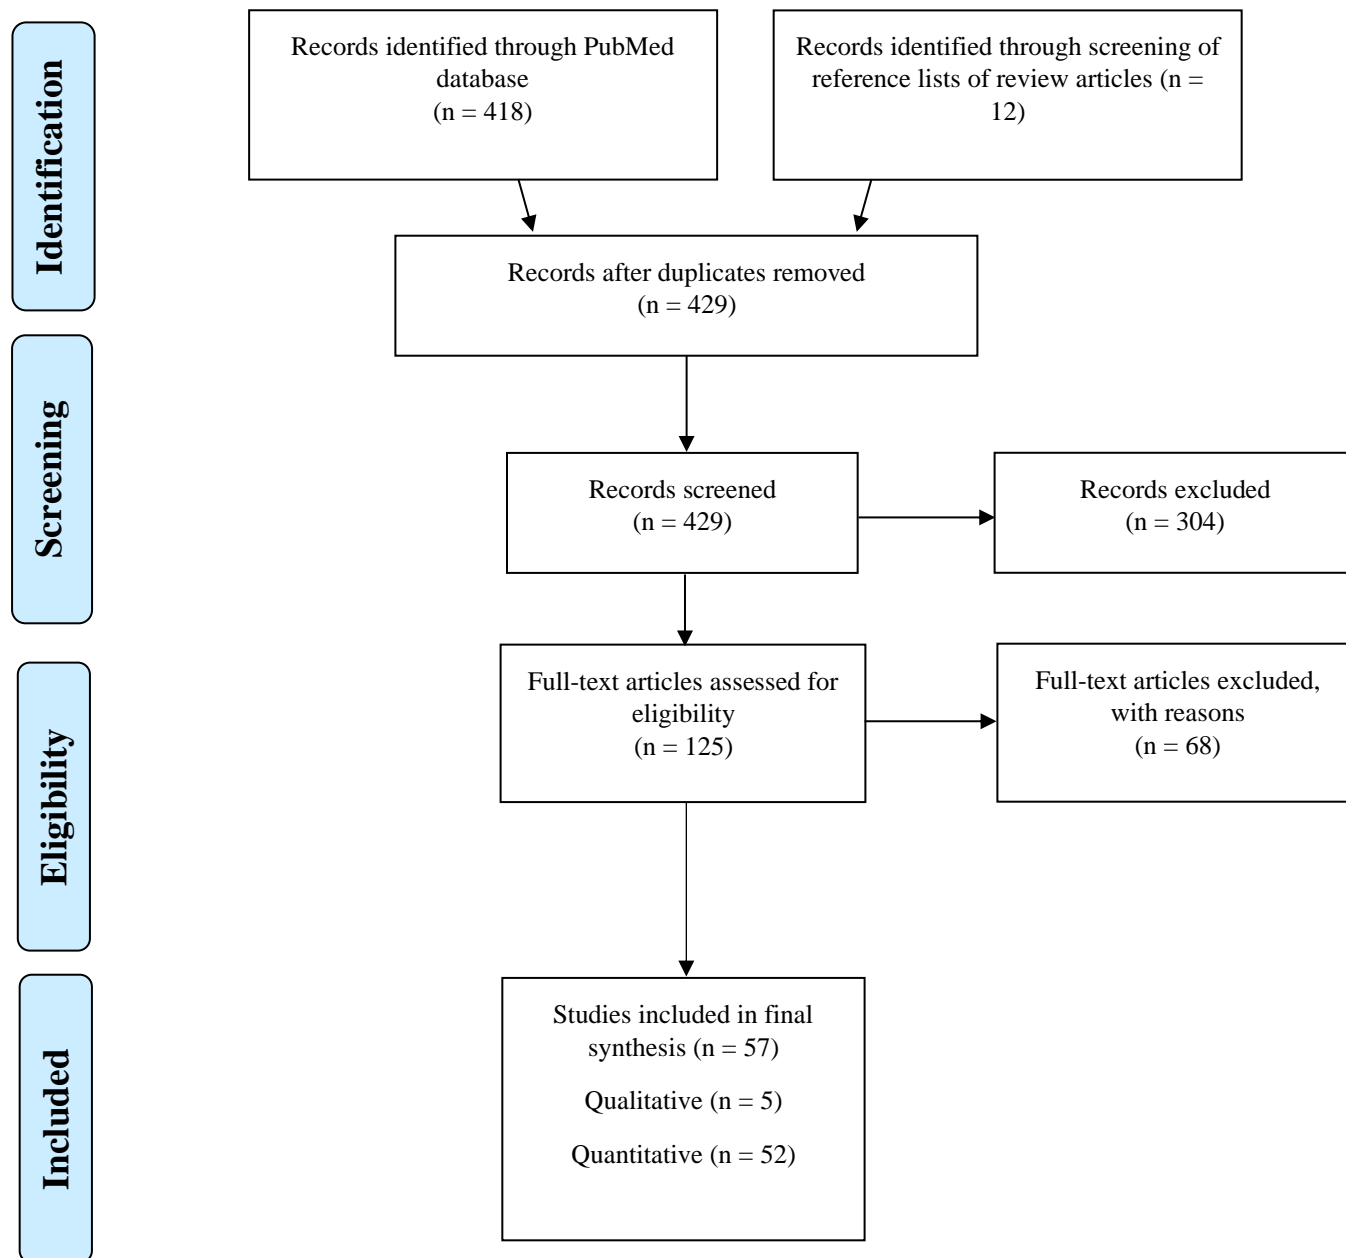 Identification
Records identified through PubMed
database
(n = 418)
Records identified through screening of
reference lists of review articles (n =
12)
Records after duplicates removed
(n = 429)
Screening
Records screened
(n = 429)
Records excluded
(n = 304)
Eligibility
Full-text articles assessed for
eligibility
(n = 125)
Full-text articles excluded,
with reasons
(n = 68)
Included
Studies included in final
synthesis (n = 57)
Qualitative (n = 5)
Quantitative (n = 52)